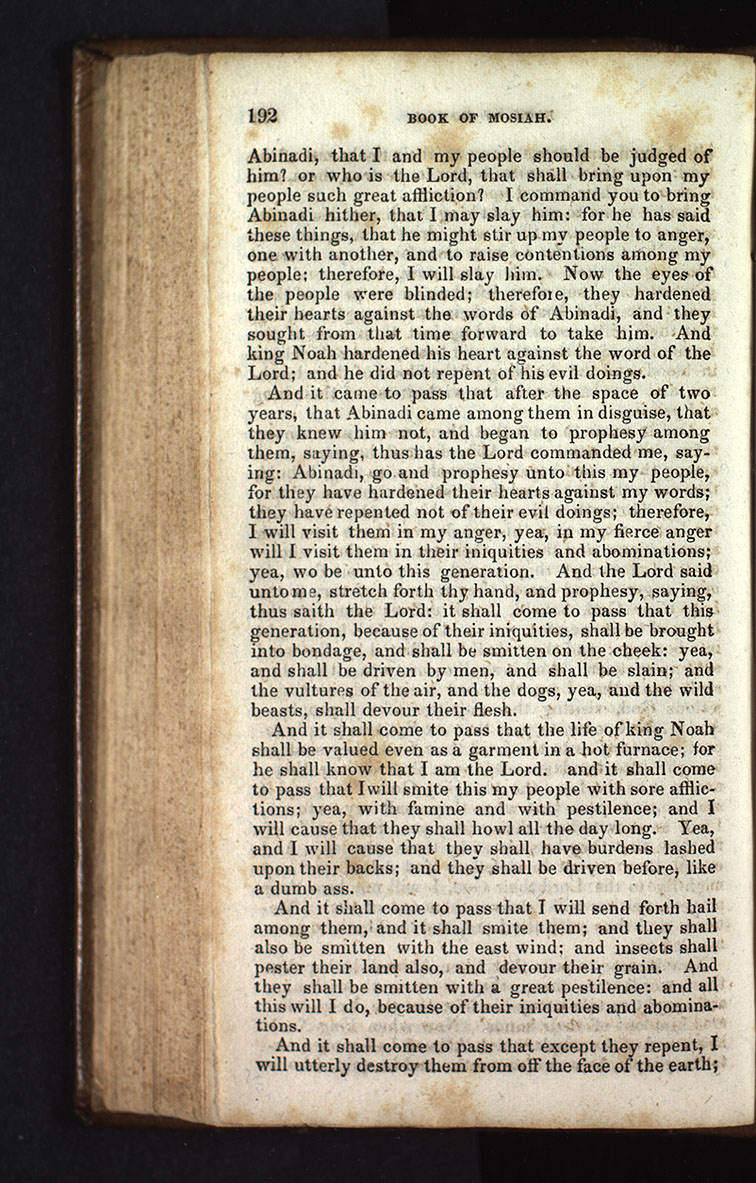 192 BOOK OF MOSIAH.
Abinadi, that I and my people should be judged of
him? or who is the Lord, that shall bring upon my
people such great affliction? I command you to bring
Abinadi hither, that I may slay him: for he has said
these things, that he might stir up my people to anger,
one with another, and to raise contentions among my
people; therefore, I will slay him. Now the eyes of
the people were blinded; therefore, they hardened
their hearts against the words of Abinadi, and they
sought from that time forward to take him. And
king Noah hardened his heart against the word of the
Lord; and he did not repent of his evil doings.
And it came to pass that after the space of two
years, that Abinadi came among them in disguise, that
they knew him not, and began to prophesy among
them, saying, thus has the Lord commanded me, say-
ing: Abinadi, go and prophesy unto this my people,
for they have hardened their hearts against my words;
they have repented not of their evil doings; therefore,
I will visit them in my anger, yea, in my fierce anger
will I visit them in their iniquities and abominations;
yea, wo be unto this generation. And the Lord said
unto me, stretch forth thy hand, and prophesy, saying,
thus saith the Lord: it shall come to pass that this
generation, because of their iniquities, shall be brought
into bondage, and shall be smitten on the cheek: yea,
and shall be driven by men, and shall be slain; and
the vultures of the air, and the dogs, yea, and the wild
beasts, shall devour their flesh.
And it shall come to pass that the life of king Noah
shall be valued even as a garment in a hot furnace; for
he shall know that I am the Lord. and it shall come
to pass that I will smite this my people with sore afflic-
tions; yea, with famine and with pestilence; and I
will cause that they shall howl all the day long. Yea,
and I will cause that they shall have burdens lashed
upon their backs; and they shall be driven before, like
a dumb ass.
And it shall come to pass that I will send forth hail
among them, and it shall smite them; and they shall
also be smitten with the east wind; and insects shall
pester their land also, and devour their grain. And
they shall be smitten with a great pestilence: and all
this will I do, because of their iniquities and abomina-
tions.
And it shall come to pass that except they repent, I
will utterly destroy them from off the face of the earth;